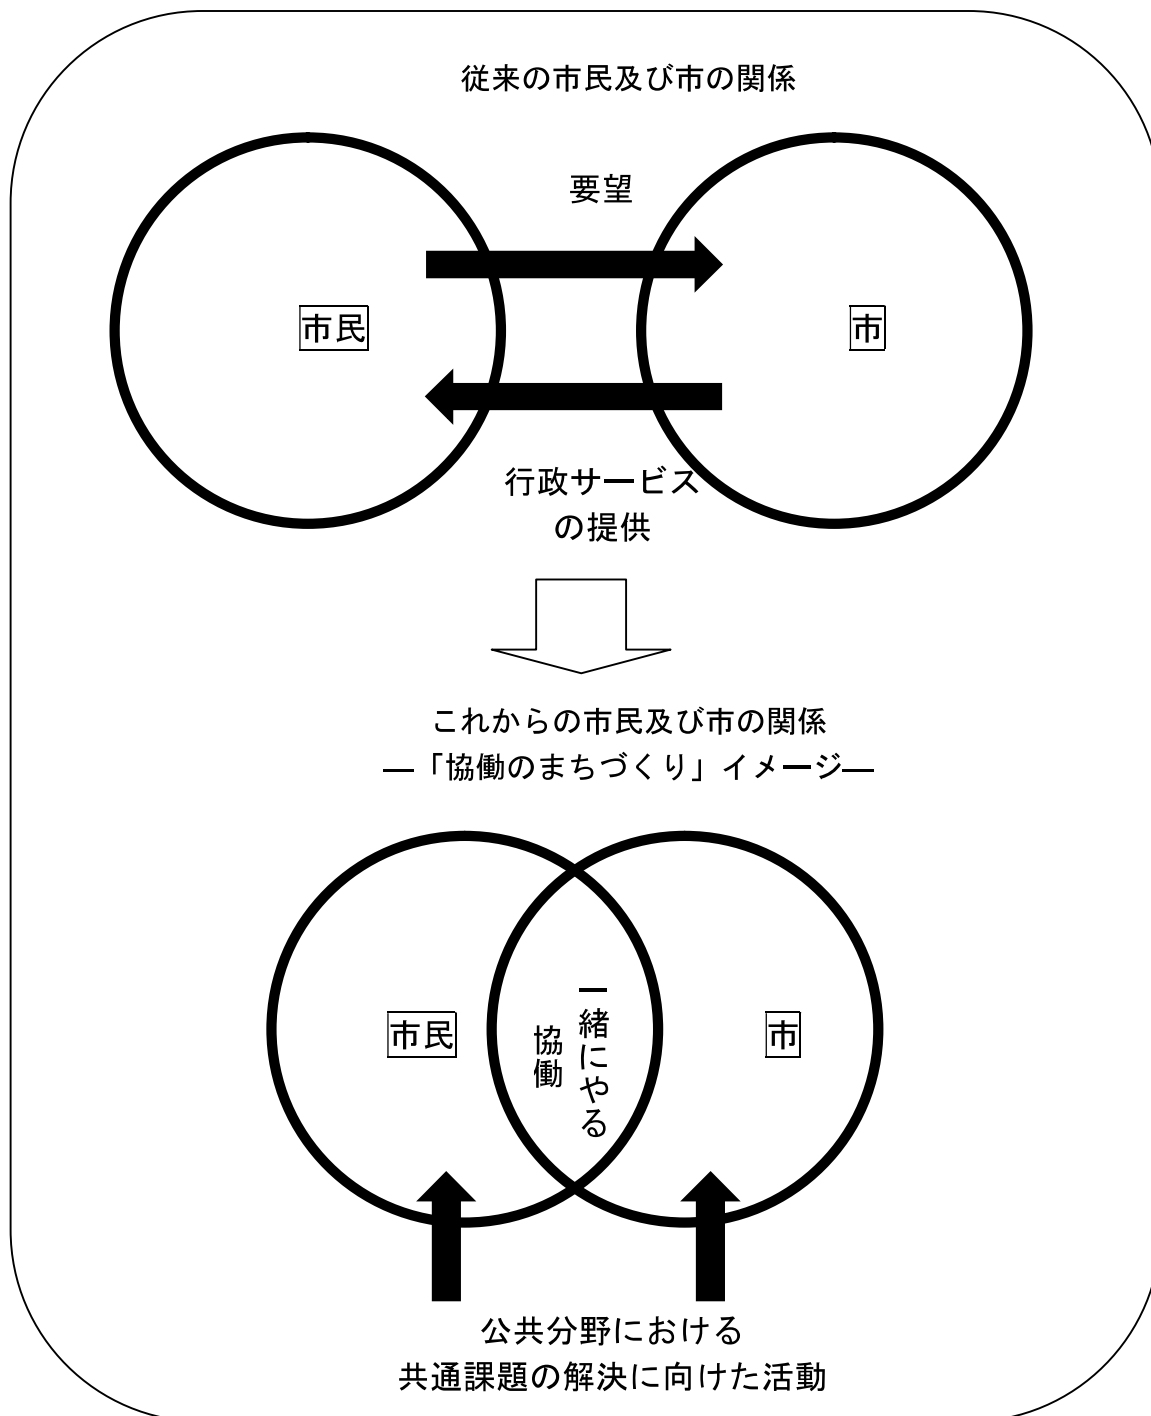 従来の市民及び市の関係
要望
市民
市
行政サービス
の提供
これからの市民及び市の関係
―「協働のまちづくり」イメージ―
市民
一緒にやる
協働
市
公共分野における
共通課題の解決に向けた活動